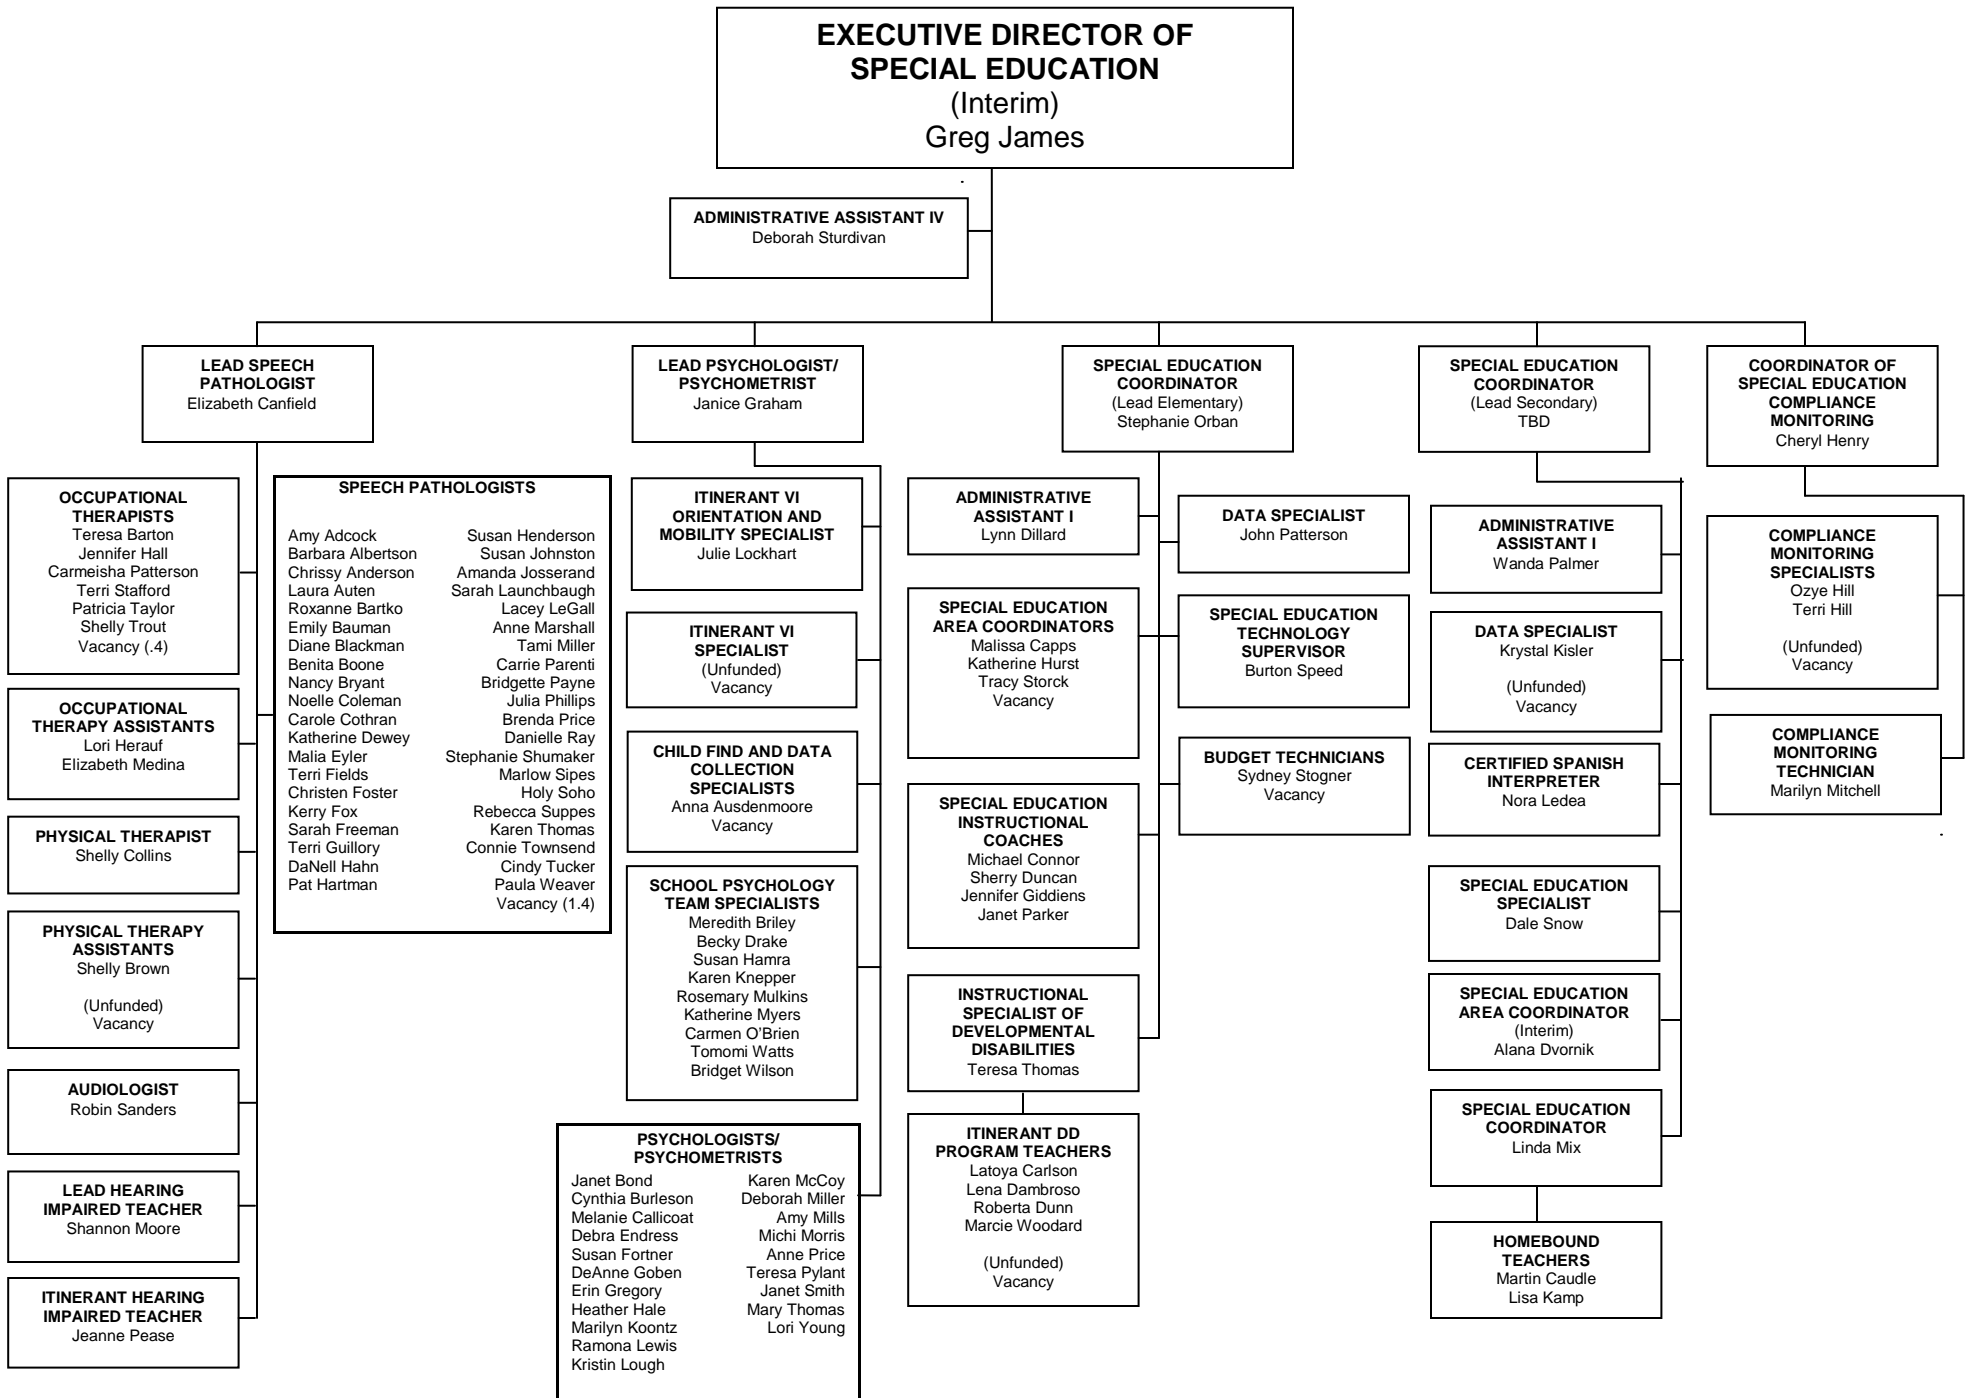 EXECUTIVE DIRECTOR OF
SPECIAL EDUCATION
(Interim)
Greg James
ADMINISTRATIVE ASSISTANT IV
Deborah Sturdivan
LEAD SPEECH
PATHOLOGIST
Elizabeth Canfield
OCCUPATIONAL
THERAPISTS
Teresa Barton
Jennifer Hall
Carmeisha Patterson
Terri Stafford
Patricia Taylor
Shelly Trout
Vacancy (.4)
OCCUPATIONAL
THERAPY ASSISTANTS
Lori Herauf
Elizabeth Medina
PHYSICAL THERAPIST
Shelly Collins
PHYSICAL THERAPY
ASSISTANTS
Shelly Brown
(Unfunded)
Vacancy
AUDIOLOGIST
Robin Sanders
LEAD HEARING
IMPAIRED TEACHER
Shannon Moore
ITINERANT HEARING
IMPAIRED TEACHER
Jeanne Pease
SPEECH PATHOLOGISTS
Amy Adcock
Barbara Albertson
Chrissy Anderson
Laura Auten
Roxanne Bartko
Emily Bauman
Diane Blackman
Benita Boone
Nancy Bryant
Noelle Coleman
Carole Cothran
Katherine Dewey
Malia Eyler
Terri Fields
Christen Foster
Kerry Fox
Sarah Freeman
Terri Guillory
DaNell Hahn
Pat Hartman
Susan Henderson
Susan Johnston
Amanda Josserand
Sarah Launchbaugh
Lacey LeGall
Anne Marshall
Tami Miller
Carrie Parenti
Bridgette Payne
Julia Phillips
Brenda Price
Danielle Ray
Stephanie Shumaker
Marlow Sipes
Holy Soho
Rebecca Suppes
Karen Thomas
Connie Townsend
Cindy Tucker
Paula Weaver
Vacancy (1.4)
LEAD PSYCHOLOGIST/
PSYCHOMETRIST
Janice Graham
ITINERANT VI
ORIENTATION AND
MOBILITY SPECIALIST
Julie Lockhart
ITINERANT VI
SPECIALIST
(Unfunded)
Vacancy
CHILD FIND AND DATA
COLLECTION
SPECIALISTS
Anna Ausdenmoore
Vacancy
SCHOOL PSYCHOLOGY
TEAM SPECIALISTS
Meredith Briley
Becky Drake
Susan Hamra
Karen Knepper
Rosemary Mulkins
Katherine Myers
Carmen O’Brien
Tomomi Watts
Bridget Wilson
PSYCHOLOGISTS/
PSYCHOMETRISTS
Janet Bond
Cynthia Burleson
Melanie Callicoat
Debra Endress
Susan Fortner
DeAnne Goben
Erin Gregory
Heather Hale
Marilyn Koontz
Ramona Lewis
Kristin Lough
Karen McCoy
Deborah Miller
Amy Mills
Michi Morris
Anne Price
Teresa Pylant
Janet Smith
Mary Thomas
Lori Young
SPECIAL EDUCATION
COORDINATOR
(Lead Elementary)
Stephanie Orban
ADMINISTRATIVE
ASSISTANT I
Lynn Dillard
SPECIAL EDUCATION
AREA COORDINATORS
Malissa Capps
Katherine Hurst
Tracy Storck
Vacancy
SPECIAL EDUCATION
INSTRUCTIONAL
COACHES
Michael Connor
Sherry Duncan
Jennifer Giddiens
Janet Parker
INSTRUCTIONAL
SPECIALIST OF
DEVELOPMENTAL
DISABILITIES
Teresa Thomas
ITINERANT DD
PROGRAM TEACHERS
Latoya Carlson
Lena Dambroso
Roberta Dunn
Marcie Woodard
(Unfunded)
Vacancy
DATA SPECIALIST
John Patterson
SPECIAL EDUCATION
TECHNOLOGY
SUPERVISOR
Burton Speed
BUDGET TECHNICIANS
Sydney Stogner
Vacancy
SPECIAL EDUCATION
COORDINATOR
(Lead Secondary)
TBD
ADMINISTRATIVE
ASSISTANT I
Wanda Palmer
DATA SPECIALIST
Krystal Kisler
(Unfunded)
Vacancy
CERTIFIED SPANISH
INTERPRETER
Nora Ledea
SPECIAL EDUCATION
SPECIALIST
Dale Snow
SPECIAL EDUCATION
AREA COORDINATOR
(Interim)
Alana Dvornik
SPECIAL EDUCATION
COORDINATOR
Linda Mix
HOMEBOUND
TEACHERS
Martin Caudle
Lisa Kamp
COORDINATOR OF
SPECIAL EDUCATION
COMPLIANCE
MONITORING
Cheryl Henry
COMPLIANCE
MONITORING
SPECIALISTS
Ozye Hill
Terri Hill
(Unfunded)
Vacancy
COMPLIANCE
MONITORING
TECHNICIAN
Marilyn Mitchell